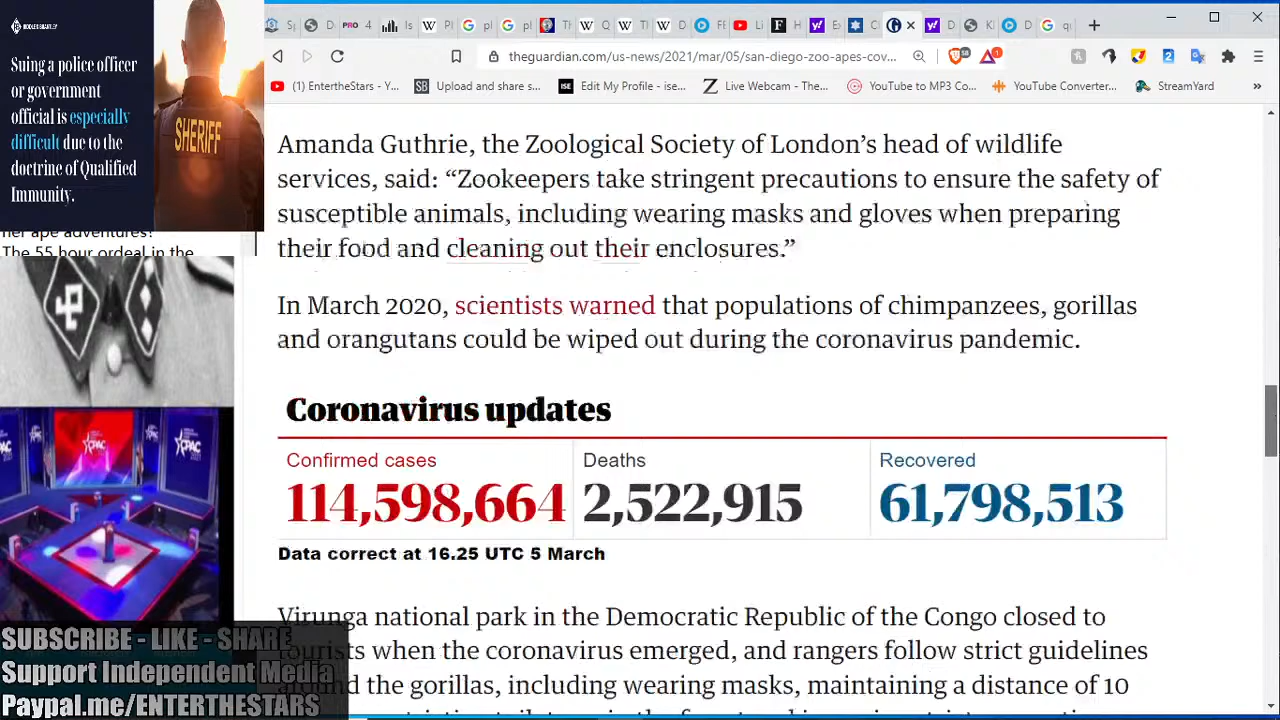 Suing a police officer
or government
official is especially
difficult due to the
doctrine of Qualified
Immunity.
SHERIFF
The 55 hour ordeal in the
CPAC
CPAC
SUBSCRIBE - LIKE - SHARE
Support Independent Media
Paypal.me/ENTERTHESTARS
theguardian.com/us-news/2021/mar/05/san-diego-zoo-apes-cov...
(1) EntertheStars - Y...
Upload and share s...
Edit My Profile - ise...
Live Webcam - The...
YouTube to MP3 Co...
YouTube Converter...
StreamYard
Amanda Guthrie, the Zoological Society of London’s head of wildlife
services, said: “Zookeepers take stringent precautions to ensure the safety of
susceptible animals, including wearing masks and gloves when preparing
their food and cleaning out their enclosures.”
In March 2020, scientists warned that populations of chimpanzees, gorillas
and orangutans could be wiped out during the coronavirus pandemic.
Coronavirus updates
Confirmed cases
114,598,664
Deaths
2,522,915
Recovered
61,798,513
Data correct at 16.25 UTC 5 March
Virunga national park in the Democratic Republic of the Congo closed to
tourists when the coronavirus emerged, and rangers follow strict guidelines
the gorillas, including wearing masks, maintaining a distance of 10